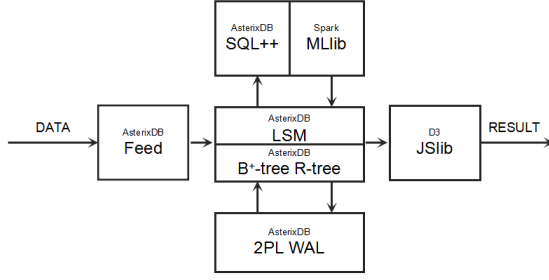 AsterixDB
SQL++
Spark
MLlib
DATA
AsterixDB
Feed
AsterixDB
LSM
AsterixDB
B⁺-tree R-tree
D3
JSlib
RESULT
AsterixDB
2PL WAL